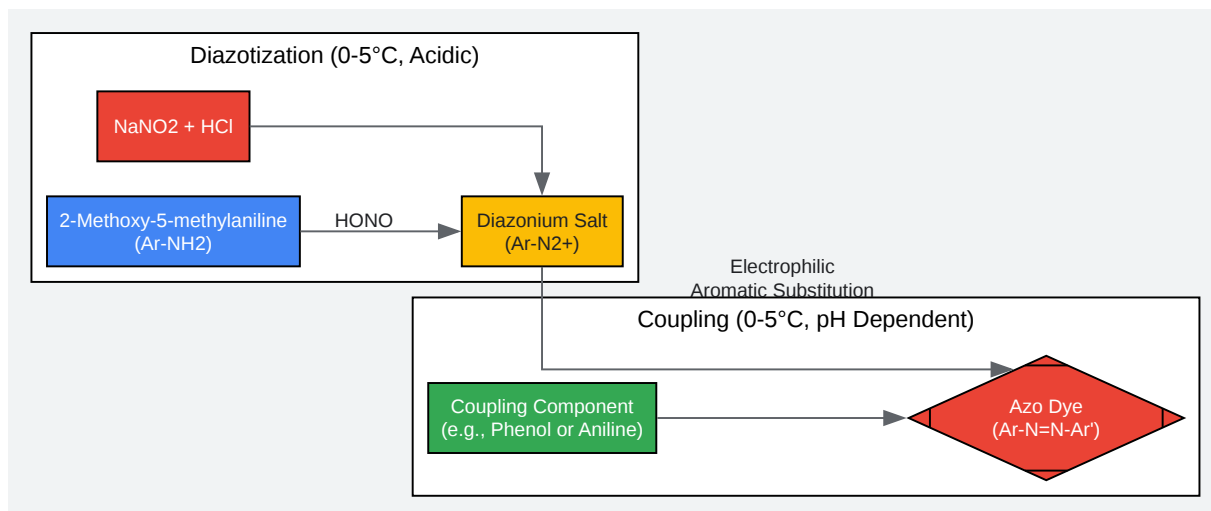 Diazotization (0-5°C, Acidic)
NaNO2 + HCl
2-Methoxy-5-methylaniline
(Ar-NH2)
HONO
Diazonium Salt
(Ar-N2+)
Electrophilic
Aromatic Substitution
Coupling (0-5°C, pH Dependent)
Coupling Component
(e.g., Phenol or Aniline)
Azo Dye
(Ar-N=N-Ar')